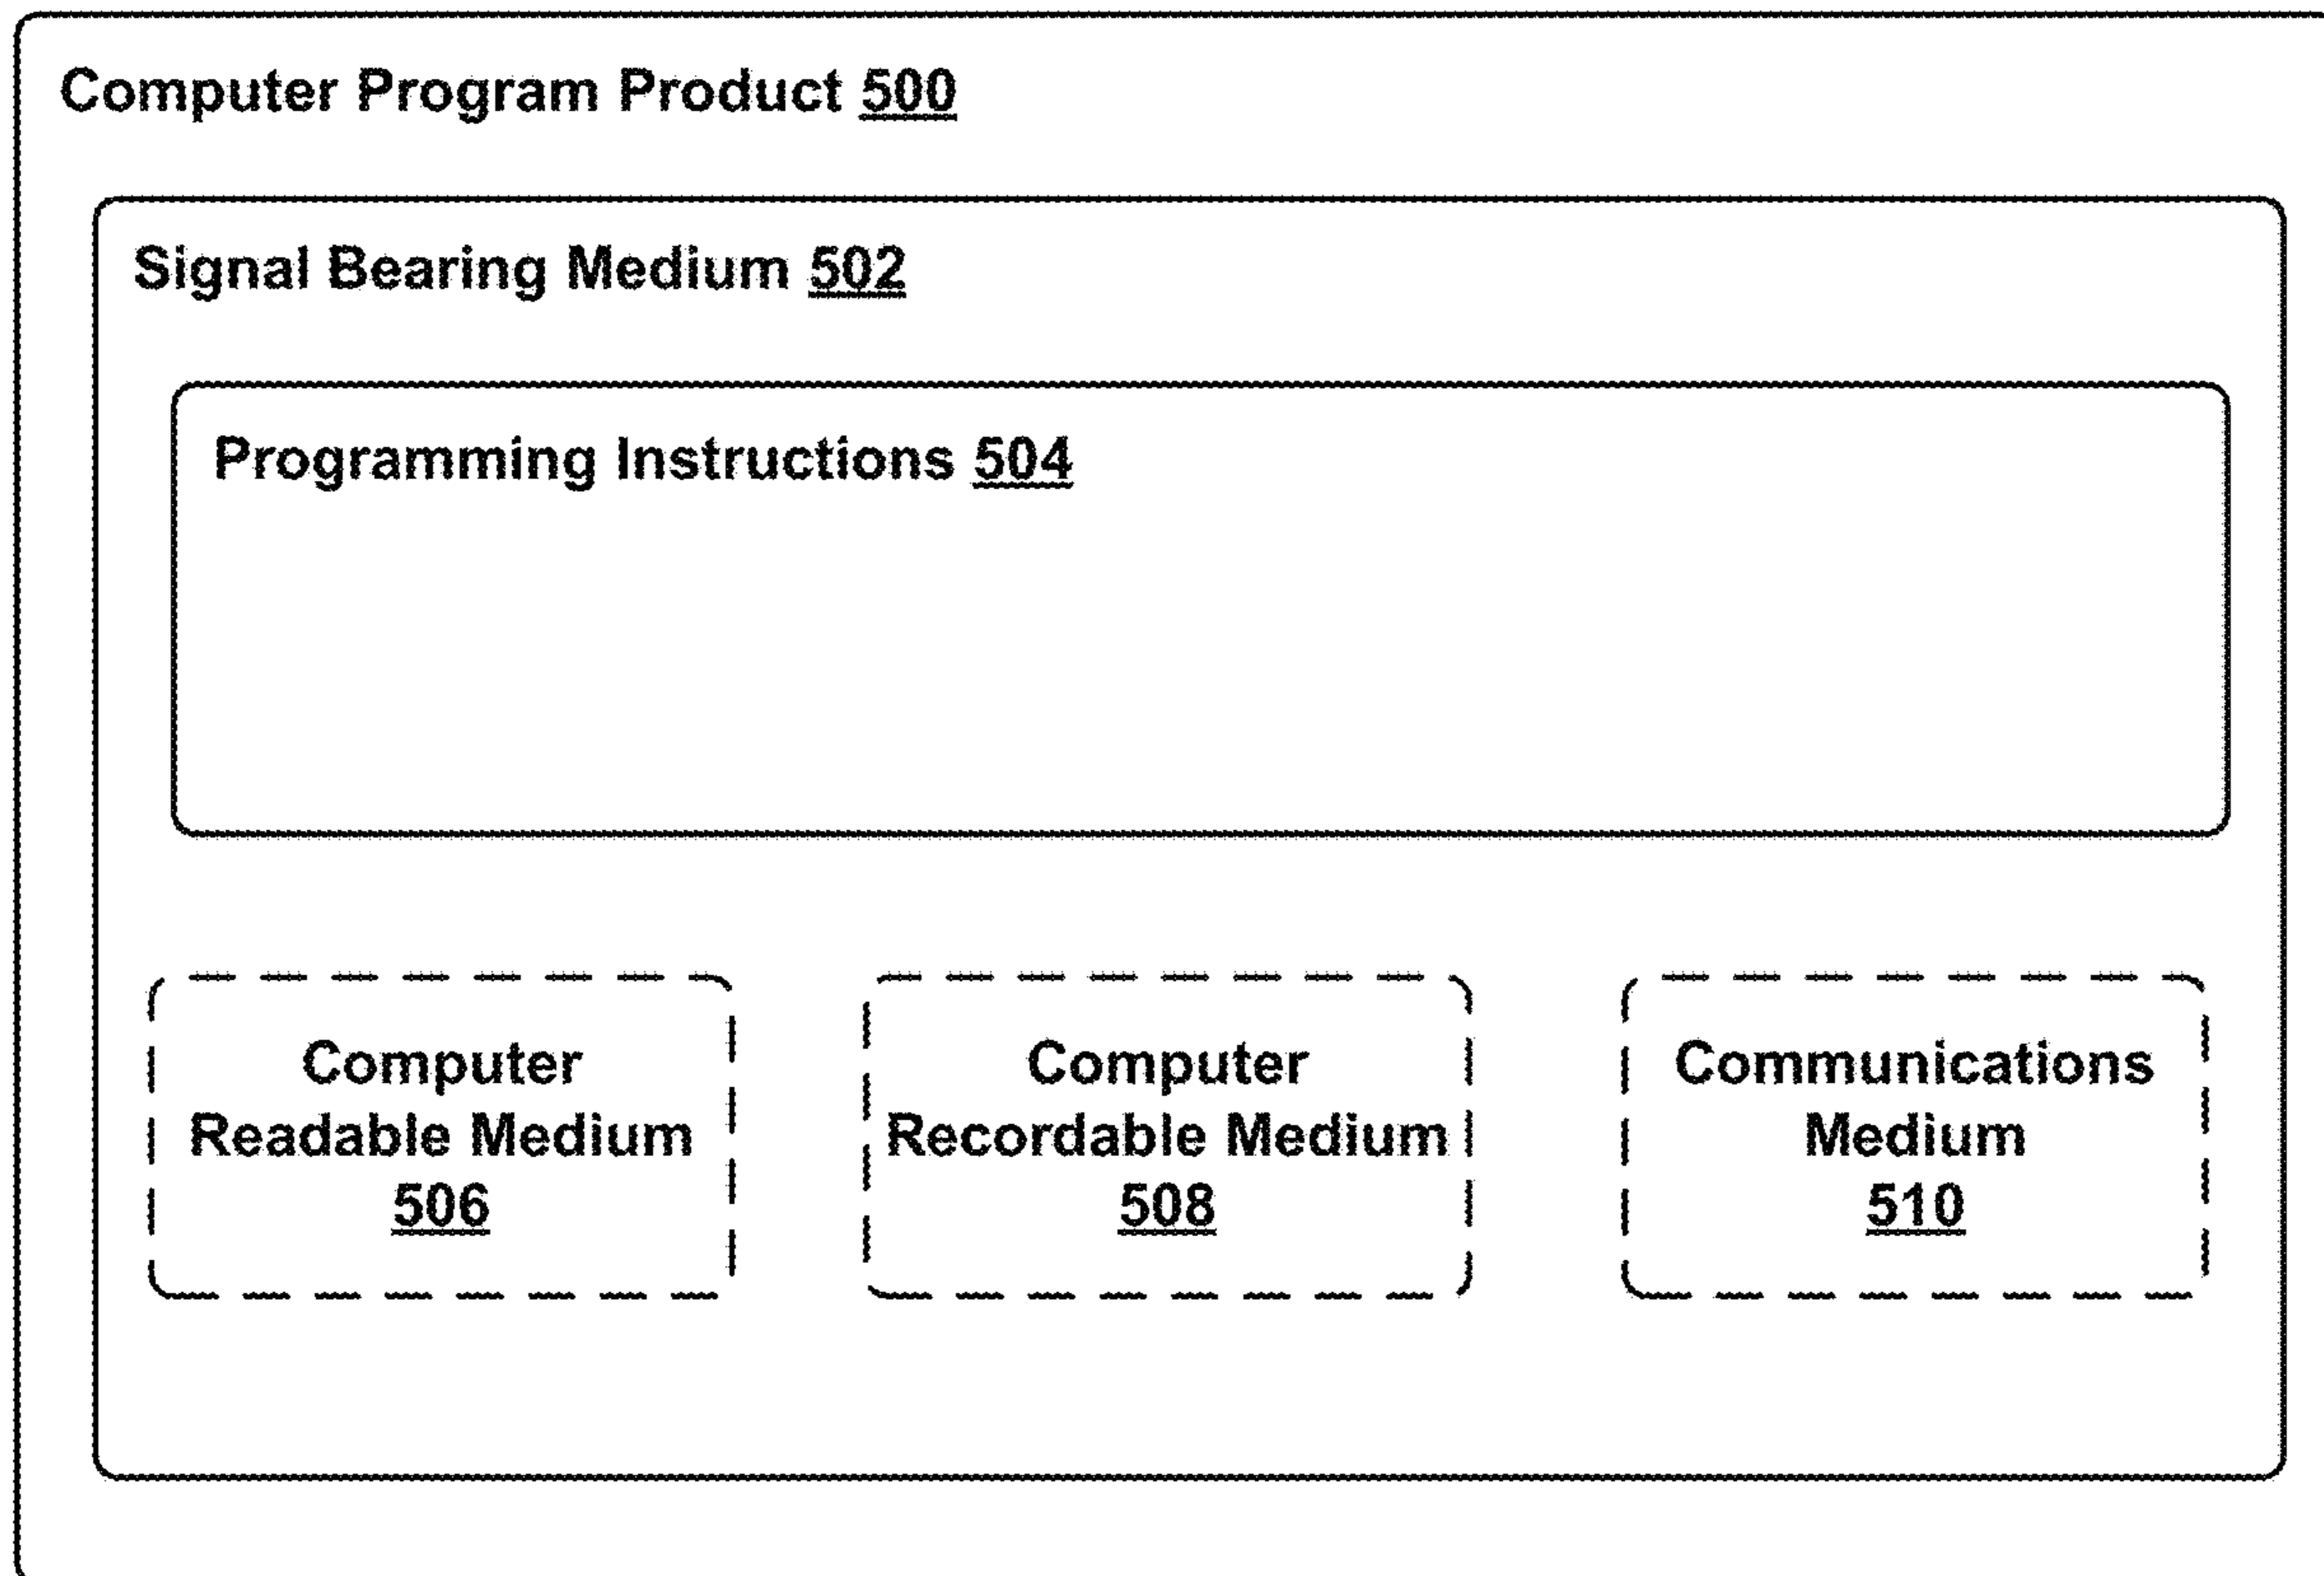 Computer Program Product 500
Signal Bearing Medium 502
Programming Instructions 504
Computer
Readable Medium
506
Computer
Recordable Medium
508
Communications
Medium
510